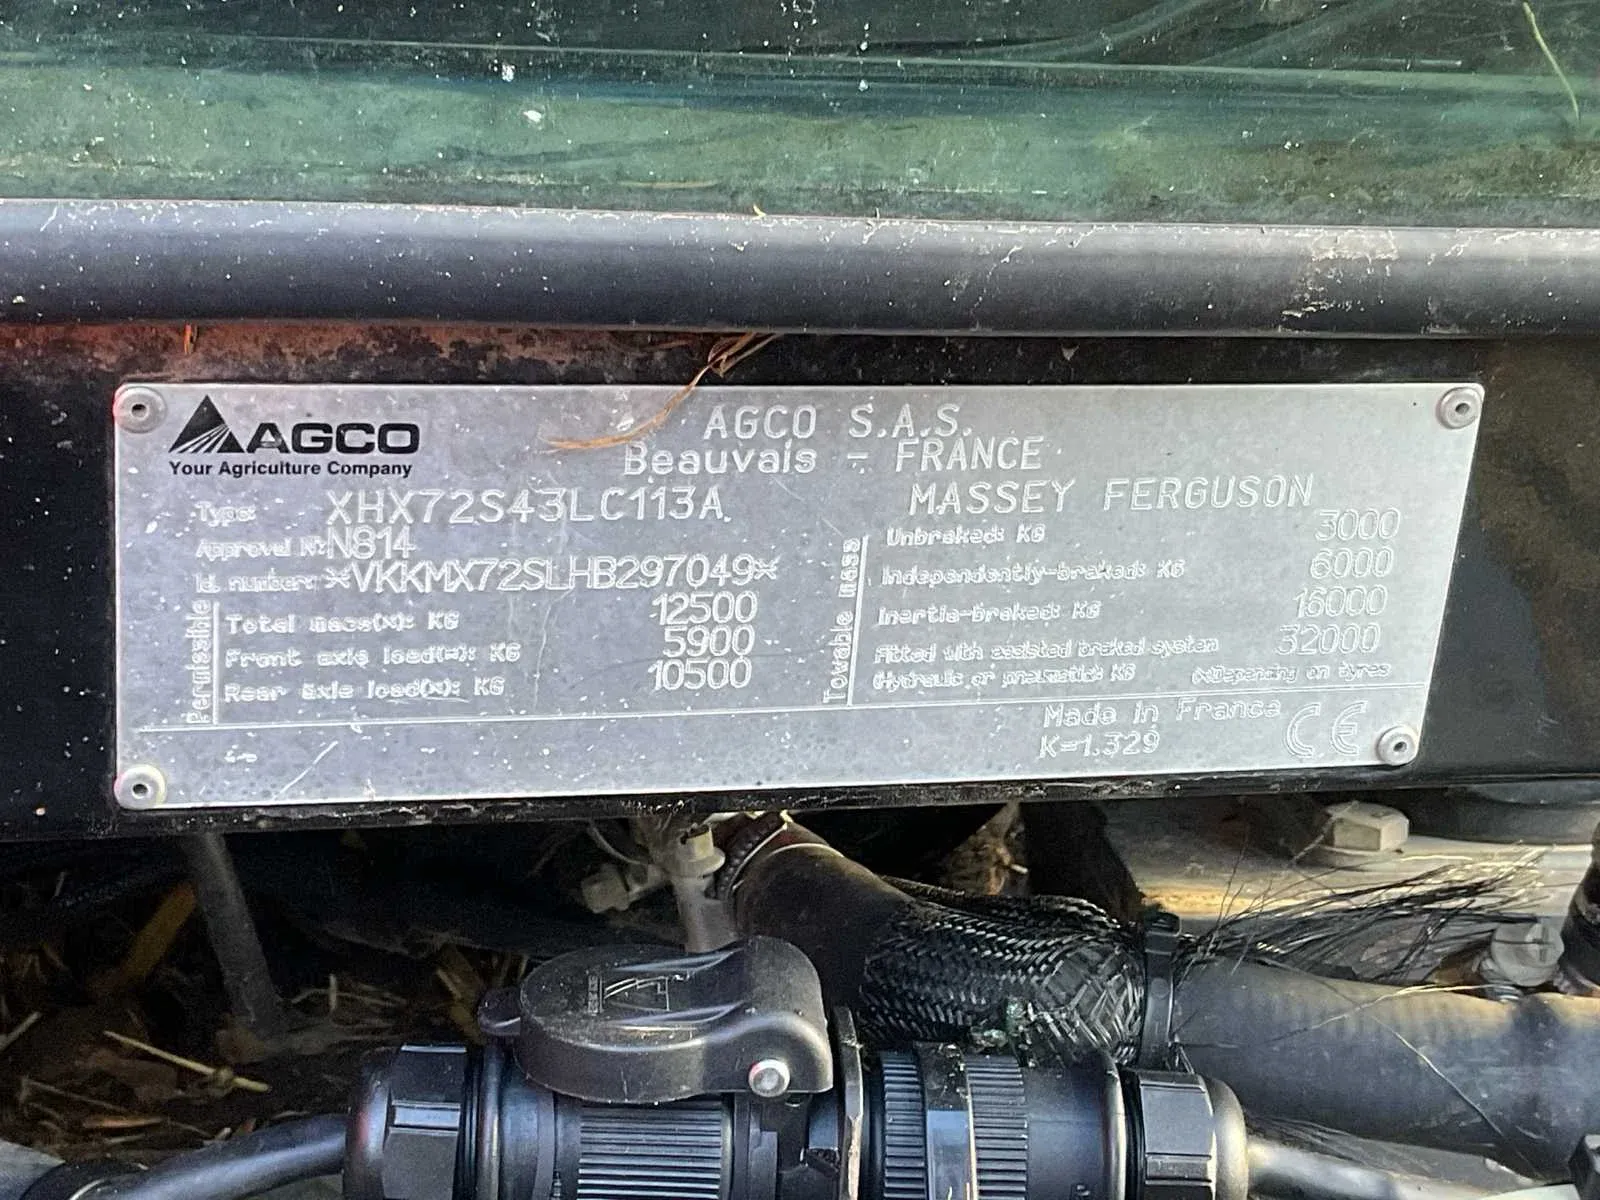 AGCO
Your Agriculture Company
AGCO S.A.S.
Beauvais - FRANCE
Type: XHX72S43LC113A
MASSEY FERGUSON
Approval N°: N814
Id. number: *VKKMX72SLHB297049*
Permissible
Total mass(*): KG 12500
Front axle load(*): KG 5900
Rear axle load(*): KG 10500
Towable mass
Unbraked: KG 3000
Independently-braked: KG 6000
Inertia-braked: KG 16000
Fitted with assisted braked system 32000
(Hydraulic or pneumatic): KG (*)Depending on tyres
Made in France
K=1.329
CE